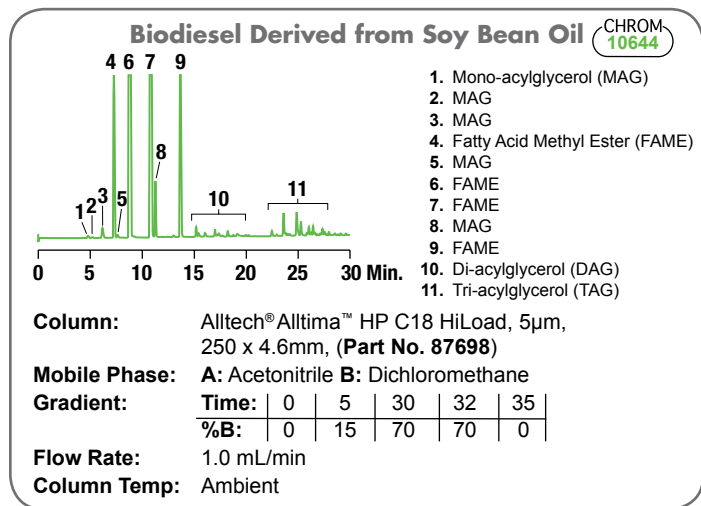 Biodiesel Derived from Soy Bean Oil
CHROM
10644
4 6 7 9
8
1 2 3 5
10
11
0 5 10 15 20 25 30 Min.
1. Mono-acylglycerol (MAG)
2. MAG
3. MAG
4. Fatty Acid Methyl Ester (FAME)
5. MAG
6. FAME
7. FAME
8. MAG
9. FAME
10. Di-acylglycerol (DAG)
11. Tri-acylglycerol (TAG)
Column: Alltech® Alltima™ HP C18 HiLoad, 5µm,
250 x 4.6mm, (Part No. 87698)
Mobile Phase: A: Acetonitrile B: Dichloromethane
Gradient: Time: 0 5 30 32 35
%B: 0 15 70 70 0
Flow Rate: 1.0 mL/min
Column Temp: Ambient